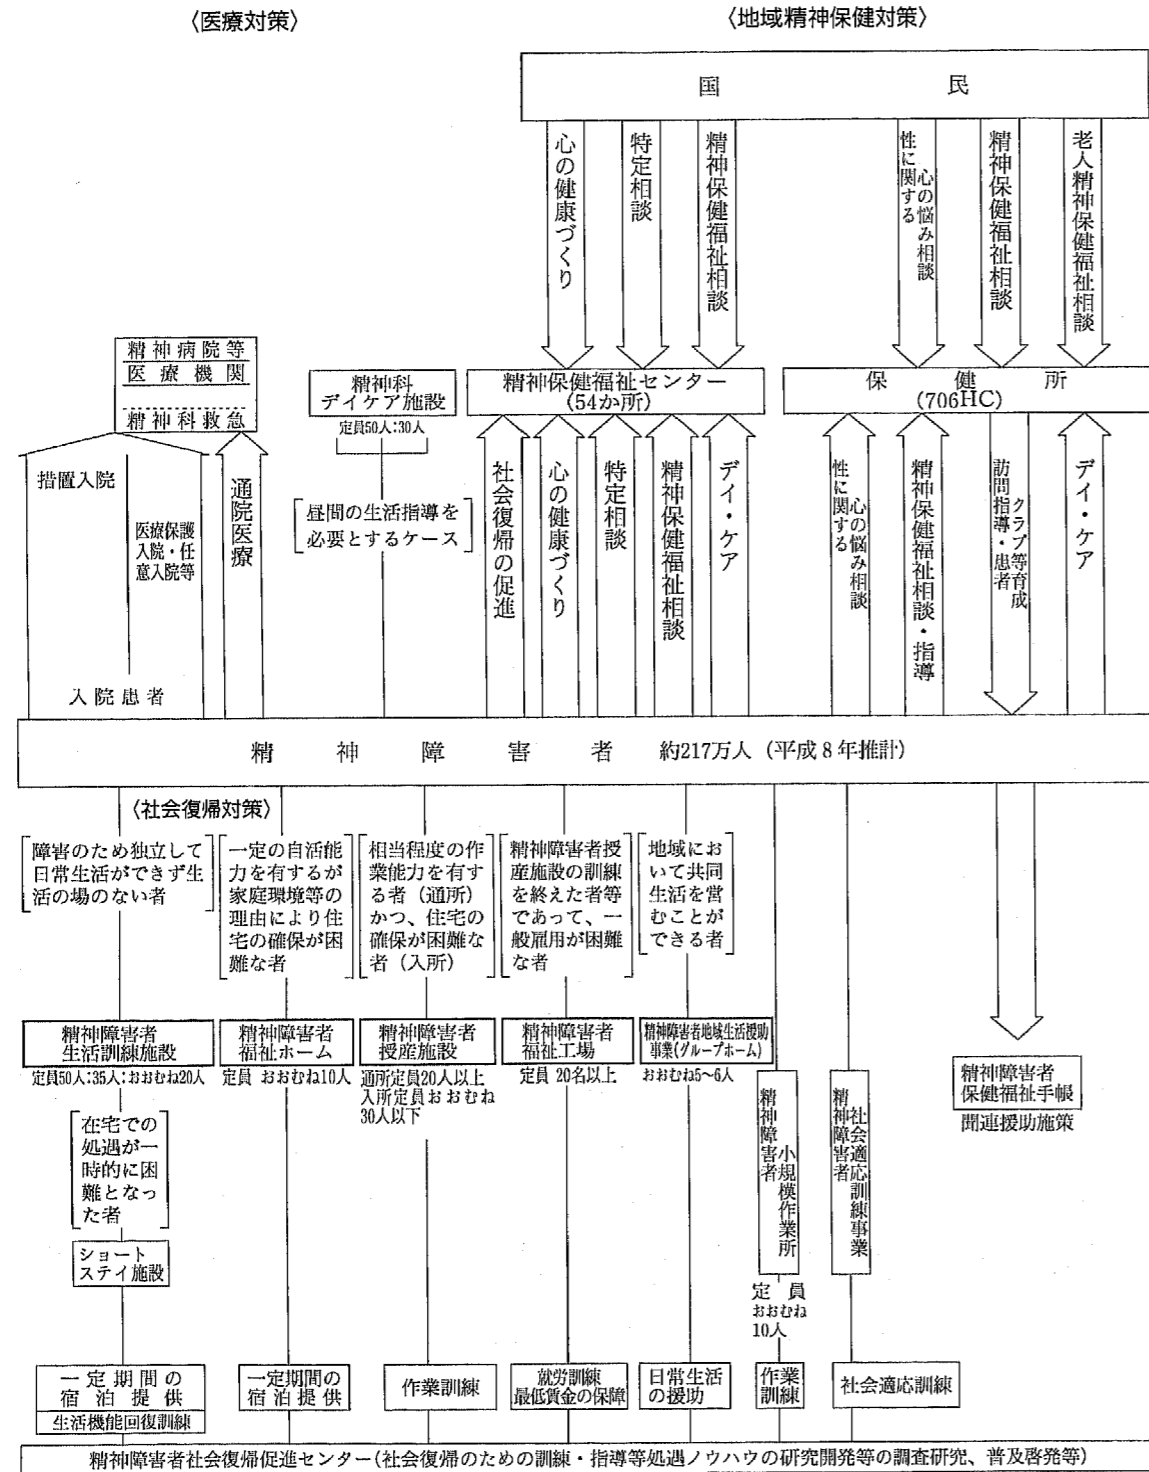 〈医療対策〉
〈地域精神保健対策〉
国民
心の健康づくり
特定相談
精神保健福祉相談
性に関する
心の悩み相談
精神保健福祉相談
老人精神保健福祉相談
精神病院等
医療機関
精神科救急
精神科
デイケア施設
定員50人:30人
精神保健福祉センター
(54か所)
保健所
(706HC)
措置入院
医療保護
入院・任
意入院等
入院患者
通院医療
昼間の生活指導を
必要とするケース
社会復帰の促進
心の健康づくり
特定相談
精神保健福祉相談
デイ・ケア
性に関する
心の悩み相談
精神保健福祉相談・指導
訪問指導・患者
クラブ等育成
デイ・ケア
精神障害者 約217万人(平成8年推計)
〈社会復帰対策〉
障害のため独立して
日常生活ができず生
活の場のない者
一定の自活能
力を有するが
家庭環境等の
理由により住
宅の確保が困
難な者
相当程度の作
業能力を有す
る者(通所)
かつ、住宅の
確保が困難な
者(入所)
精神障害者授
産施設の訓練
を終えた者等
であって、一
般雇用が困難
な者
地域にお
いて共同
生活を営
むことが
できる者
精神障害者
生活訓練施設
定員50人:35人:おおむね20人
精神障害者
福祉ホーム
定員 おおむね10人
精神障害者
授産施設
通所定員20人以上
入所定員おおむね
30人以下
精神障害者
福祉工場
定員 20名以上
精神障害者地域生活援助
事業(グループホーム)
おおむね5〜6人
精神障害者
小規模作業所
定員
おおむね
10人
精神障害者
社会適応訓練事業
精神障害者
保健福祉手帳
関連援助施策
在宅での
処遇が一
時的に困
難となっ
た者
ショート
ステイ施設
一定期間の
宿泊提供
生活機能回復訓練
一定期間の
宿泊提供
作業訓練
就労訓練
最低賃金の保障
日常生活
の援助
作業
訓練
社会適応訓練
精神障害者社会復帰促進センター(社会復帰のための訓練・指導等処遇ノウハウの研究開発等の調査研究、普及啓発等)